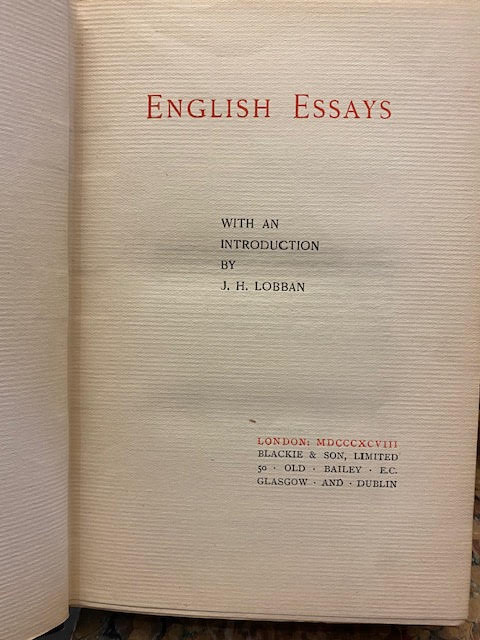 ENGLISH ESSAYS
WITH AN
INTRODUCTION
BY
J. H. LOBBAN
LONDON: MDCCCXCVIII
BLACKIE & SON, LIMITED
50 · OLD · BAILEY · E.C.
GLASGOW · AND · DUBLIN